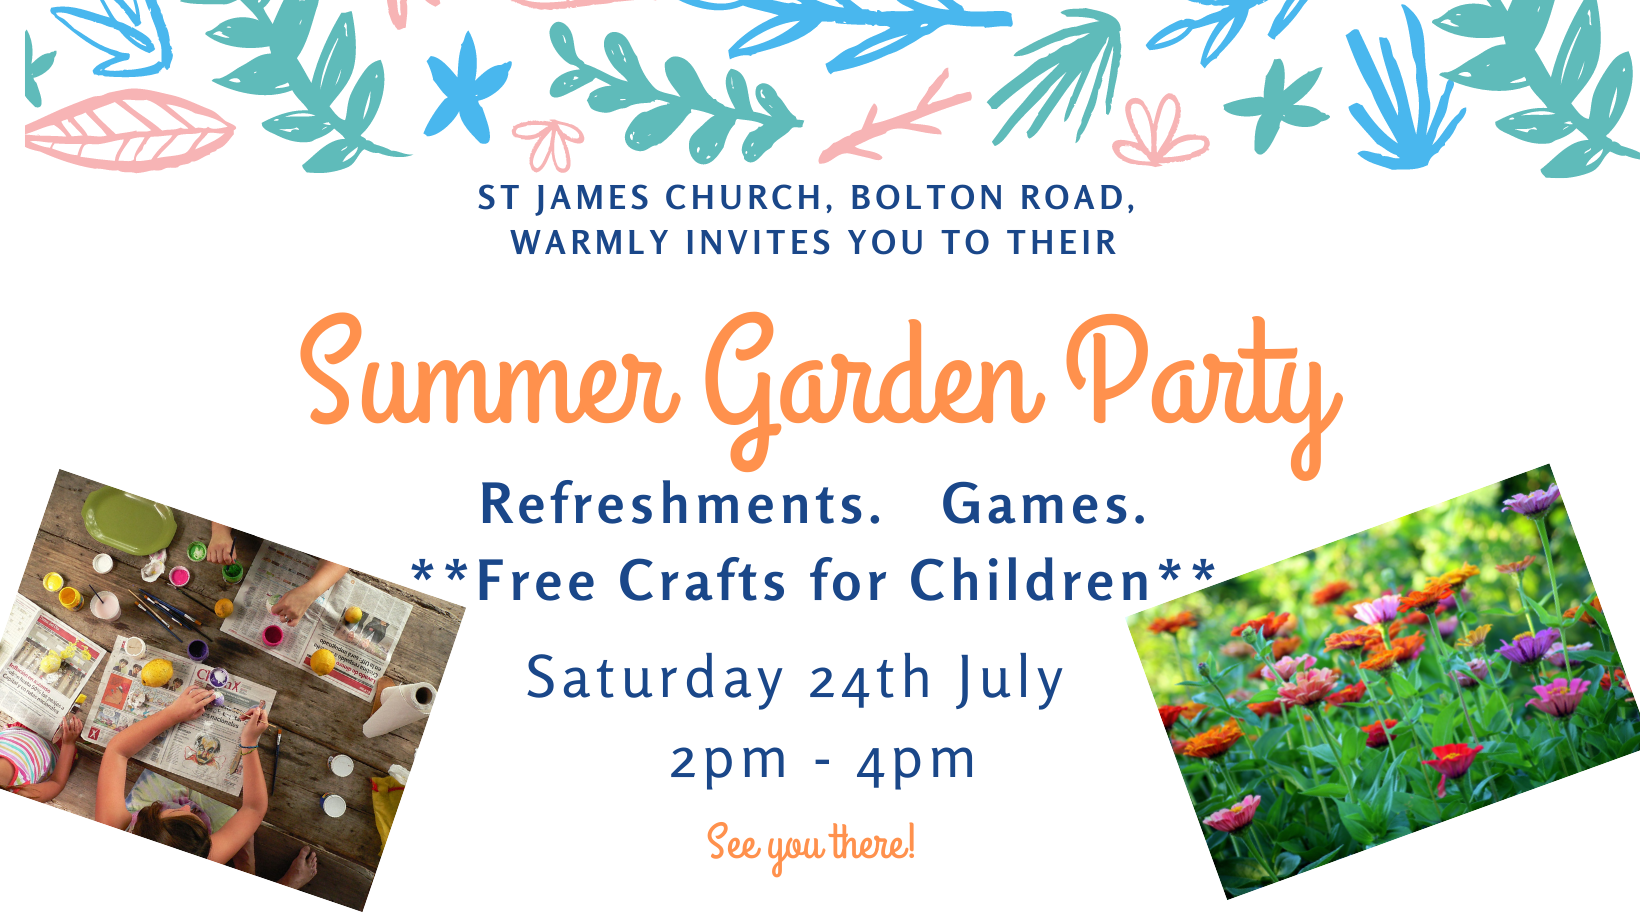 ST JAMES CHURCH, BOLTON ROAD,
WARMLY INVITES YOU TO THEIR
Summer Garden Party
Refreshments. Games.
**Free Crafts for Children**
Saturday 24th July
2pm - 4pm
See you there!